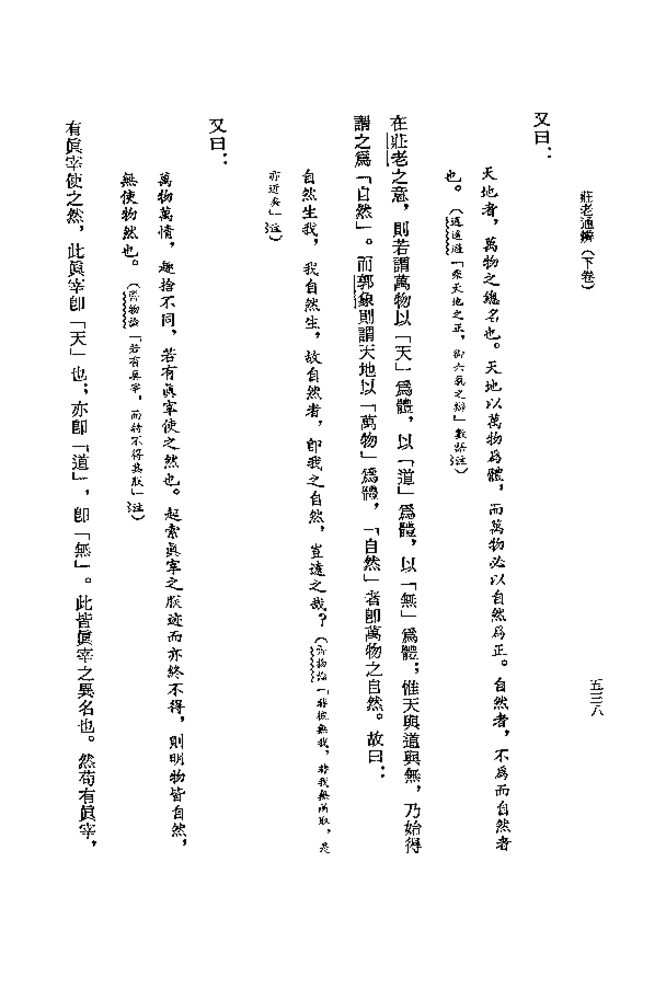 莊老通辨（下卷）
五三八
又曰：
天地者，萬物之總名也。天地以萬物爲體，而萬物必以自然爲正。自然者，不爲而自然者
也。（逍遙遊「乘天地之正，御六氣之辯」數語注）
在莊老之意，則若謂萬物以「天」爲體，以「道」爲體，以「無」爲體；惟天與道與無，乃始得
謂之爲「自然」。而郭象則謂天地以「萬物」爲體，「自然」者卽萬物之自然。故曰：
自然生我，我自然生，故自然者，卽我之自然，豈遠之哉？（齊物論「非彼無我，非我無所取，是
亦近矣」注）
又曰：
萬物萬情，趣捨不同，若有眞宰使之然也。起索眞宰之朕迹而亦終不得，則明物皆自然，
無使物然也。（齊物論「若有眞宰，而特不得其朕」注）
有眞宰使之然，此眞宰卽「天」也；亦卽「道」，卽「無」。此皆眞宰之異名也。然苟有眞宰，